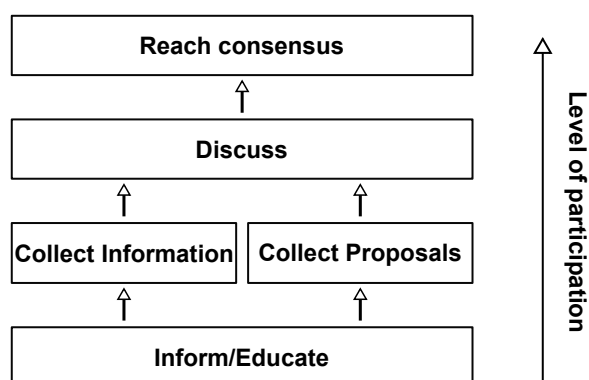 Reach consensus
Discuss
Collect Information
Collect Proposals
Inform/Educate
Level of participation